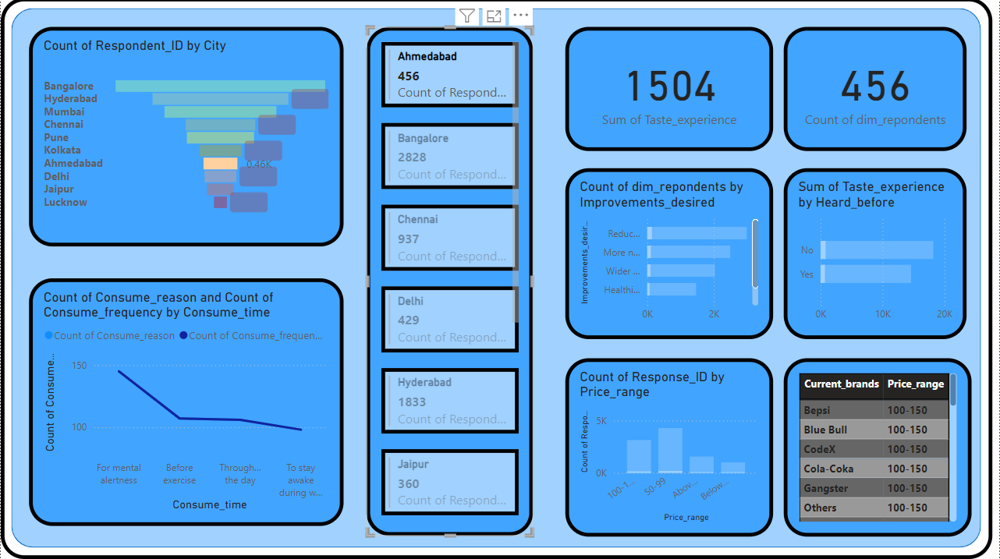 Count of Respondent_ID by City
Bangalore
Hyderabad
Mumbai
Chennai
Pune
Kolkata
Ahmedabad
0.46K
Delhi
Jaipur
Lucknow
Count of Consume_reason and Count of
Consume_frequency by Consume_time
Count of Consume_reason
Count of Consume_frequen...
Count of Consume...
150
100
For mental
alertness
Before
exercise
Through...
the day
To stay
awake
during w...
Consume_time
Ahmedabad
456
Count of Respond...
Bangalore
2828
Count of Respond...
Chennai
937
Count of Respond...
Delhi
429
Count of Respond...
Hyderabad
1833
Count of Respond...
Jaipur
360
Count of Respond...
1504
Sum of Taste_experience
456
Count of dim_repondents
Count of dim_repondents by
Improvements_desired
Improvements_desir...
Reduc...
More n...
Wider ...
Healthi...
0K
2K
Sum of Taste_experience
by Heard_before
No
Yes
0K
10K
20K
Count of Response_ID by
Price_range
Count of Respo...
5K
0K
100-1...
50-99
Abov...
Below...
Price_range
Current_brands Price_range
Bepsi 100-150
Blue Bull 100-150
CodeX 100-150
Cola-Coka 100-150
Gangster 100-150
Others 100-150